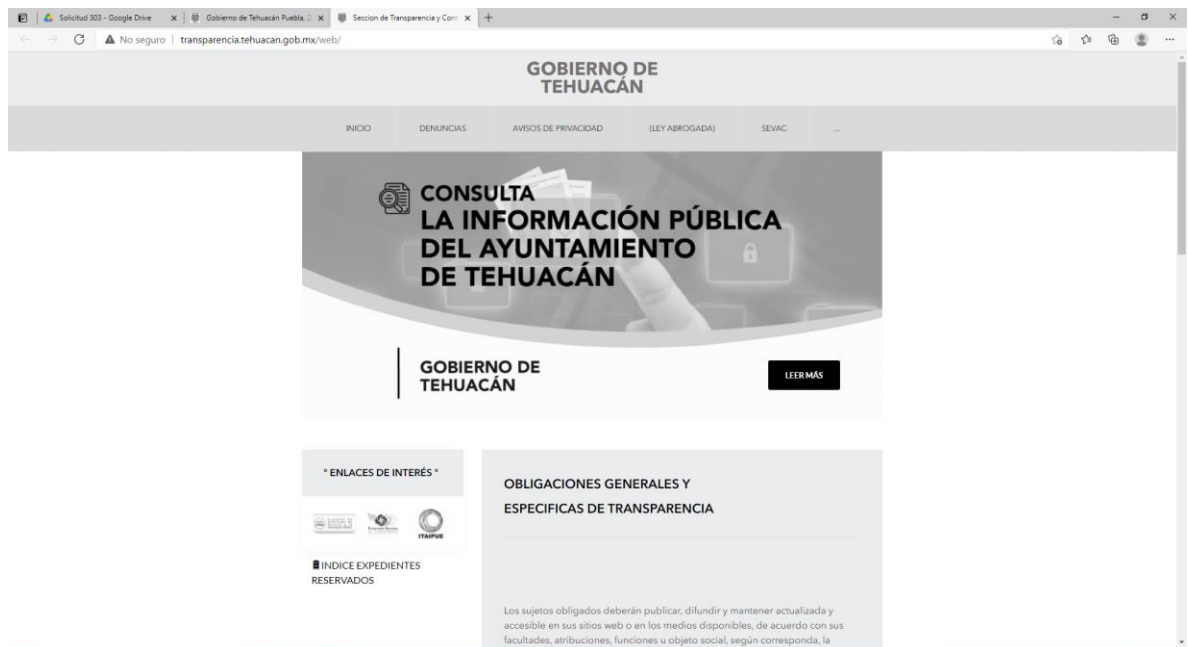 Solicitud 303 - Google Drive
Gobierno de Tehuacán Puebla, 2
Seccion de Transparencia y Con
No seguro | transparencia.tehuacan.gob.mx/web/
GOBIERNO DE
TEHUACÁN
INICIO DENUNCIAS AVISOS DE PRIVACIDAD (LEY ABROGADA) SEVAC ...
CONSULTA
LA INFORMACIÓN PÚBLICA
DEL AYUNTAMIENTO
DE TEHUACÁN
GOBIERNO DE
TEHUACÁN
LEER MÁS
° ENLACES DE INTERÉS °
ITAIPUE
INDICE EXPEDIENTES
RESERVADOS
OBLIGACIONES GENERALES Y
ESPECIFICAS DE TRANSPARENCIA
Los sujetos obligados deberán publicar, difundir y mantener actualizada y
accesible en sus sitios web o en los medios disponibles, de acuerdo con sus
facultades, atribuciones, funciones u objeto social, según corresponda, la